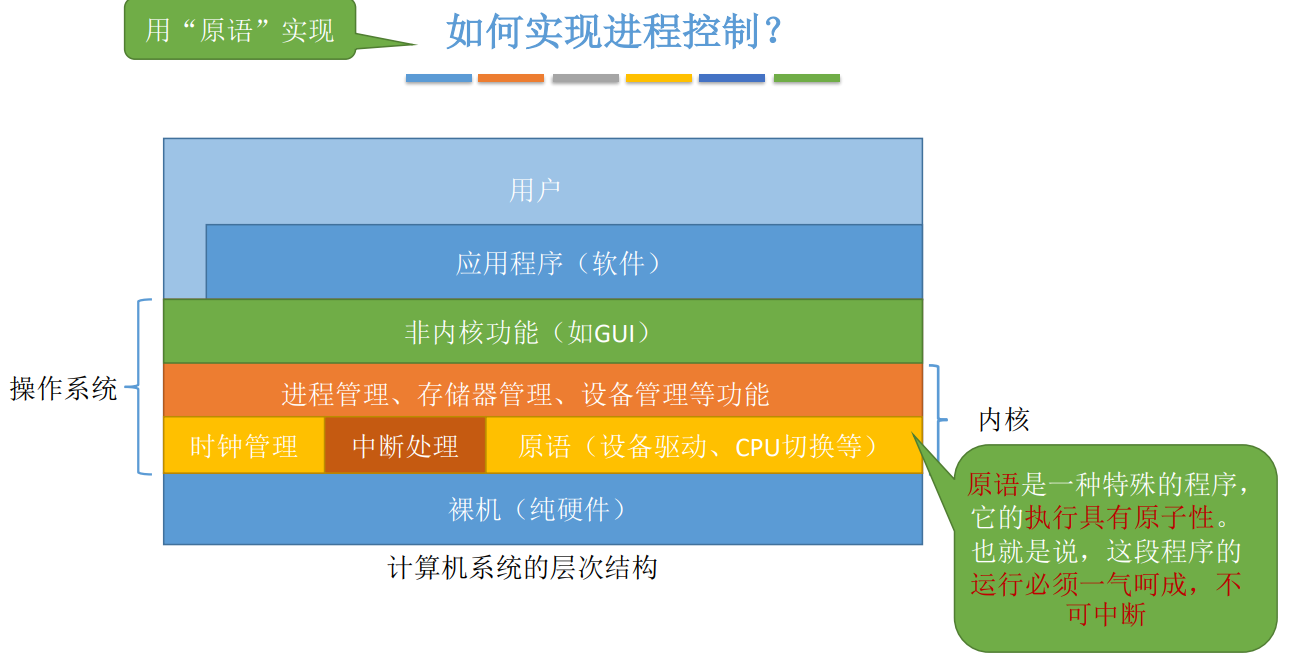 用“原语”实现
如何实现进程控制？
用户
应用程序（软件）
非内核功能（如GUI）
操作系统
进程管理、存储器管理、设备管理等功能
内核
时钟管理
中断处理
原语（设备驱动、CPU切换等）
裸机（纯硬件）
计算机系统的层次结构
原语是一种特殊的程序，
它的执行具有原子性。
也就是说，这段程序的
运行必须一气呵成，不
可中断